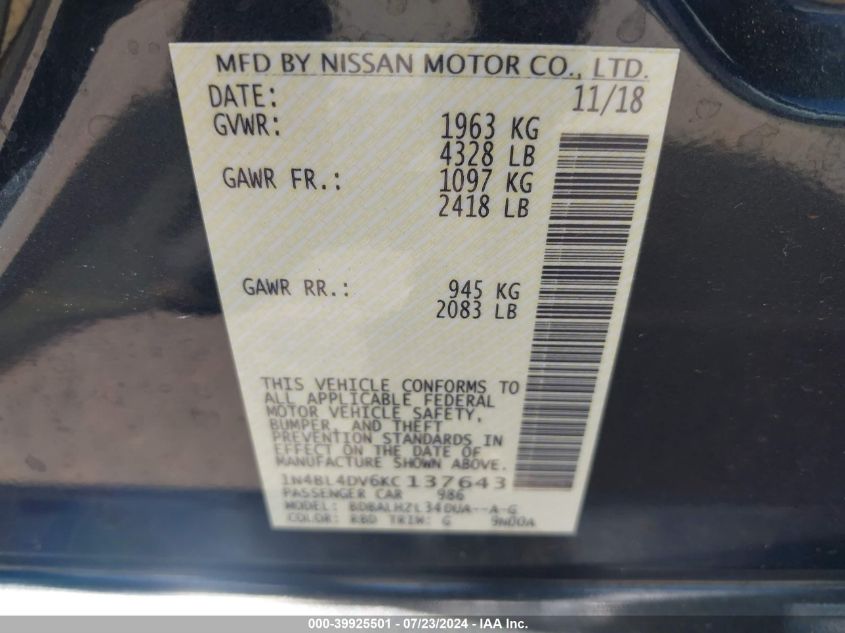 MFD BY NISSAN MOTOR CO., LTD.
DATE: 11/18
GVWR: 1963 KG
4328 LB
GAWR FR.: 1097 KG
2418 LB
GAWR RR.: 945 KG
2083 LB
THIS VEHICLE CONFORMS TO
ALL APPLICABLE FEDERAL
MOTOR VEHICLE SAFETY,
BUMPER, AND THEFT
PREVENTION STANDARDS IN
EFFECT ON THE DATE OF
MANUFACTURE SHOWN ABOVE.
1N4BL4DV6KC137643
PASSENGER CAR 986
MODEL: BDBALHZL34DUA--A-G
COLOR: RBD TRIM: G 9N00A
000-39925501 - 07/23/2024 - IAAI Holdings, Inc.